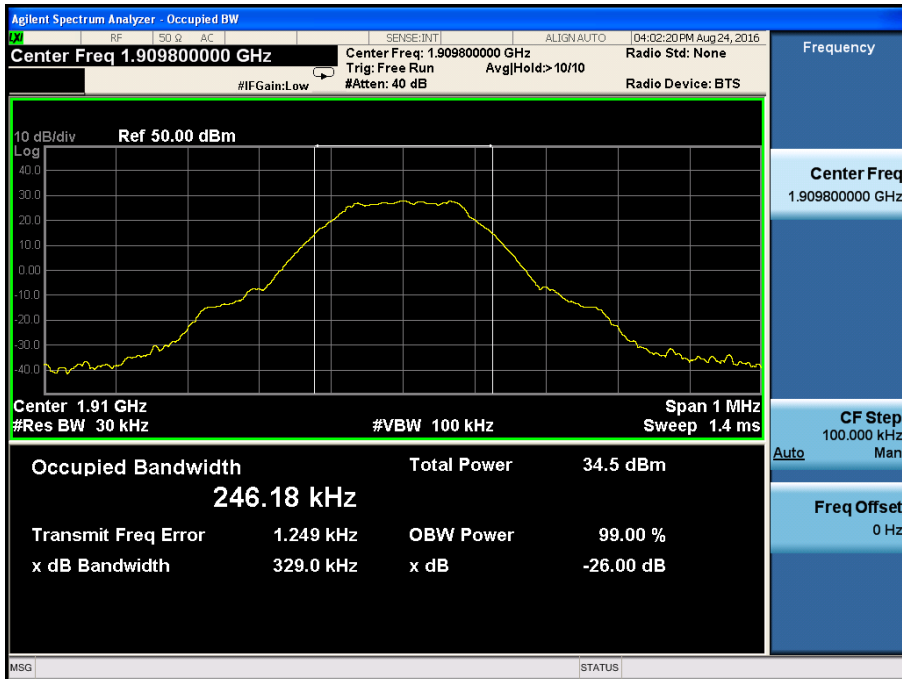 Agilent Spectrum Analyzer - Occupied BW
LXI RF 50 Ω AC SENSE:INT ALIGN AUTO 04:02:20 PM Aug 24, 2016
Center Freq 1.909800000 GHz
Center Freq: 1.909800000 GHz
Radio Std: None
Trig: Free Run Avg|Hold:> 10/10
#IFGain:Low
#Atten: 40 dB
Radio Device: BTS
10 dB/div Ref 50.00 dBm
Log
40.0
30.0
20.0
10.0
0.00
-10.0
-20.0
-30.0
-40.0
Center 1.91 GHz
Span 1 MHz
#Res BW 30 kHz
#VBW 100 kHz
Sweep 1.4 ms
Occupied Bandwidth
Total Power 34.5 dBm
246.18 kHz
Transmit Freq Error 1.249 kHz
OBW Power 99.00 %
x dB Bandwidth 329.0 kHz
x dB -26.00 dB
Frequency
Center Freq
1.909800000 GHz
CF Step
100.000 kHz
Auto Man
Freq Offset
0 Hz
MSG
STATUS